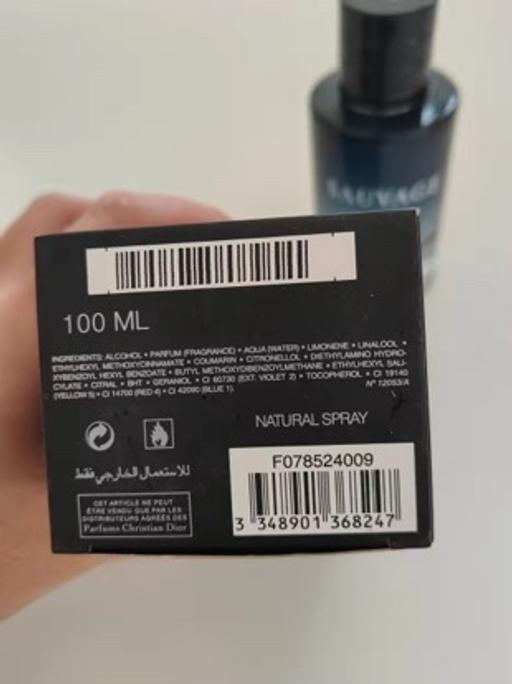 SAUVAGE
100 ML
INGREDIENTS: ALCOHOL • PARFUM (FRAGRANCE) • AQUA (WATER) • LIMONENE • LINALOOL •
ETHYLHEXYL METHOXYCINNAMATE • COUMARIN • CITRONELLOL • DIETHYLAMINO HYDRO-
XYBENZOYL HEXYL BENZOATE • BUTYL METHOXYDIBENZOYLMETHANE • ETHYLHEXYL SALI-
CYLATE • CITRAL • BHT • GERANIOL • CI 60730 (EXT. VIOLET 2) • TOCOPHEROL • CI 19140
(YELLOW 5) • CI 14700 (RED 4) • CI 42090 (BLUE 1).
N° 12053/A
NATURAL SPRAY
للاستعمال الخارجي فقط
F078524009
CET ARTICLE NE PEUT
ÊTRE VENDU QUE PAR LES
DISTRIBUTEURS AGRÉÉS DES
Parfums Christian Dior
3 348901 368247